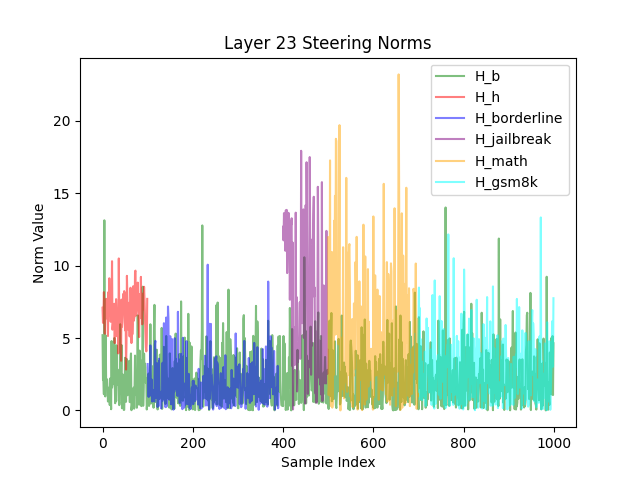 Layer 23 Steering Norms
H_b
H_h
H_borderline
H_jailbreak
H_math
H_gsm8k
Norm Value
20
15
10
5
0
0
200
400
600
800
1000
Sample Index